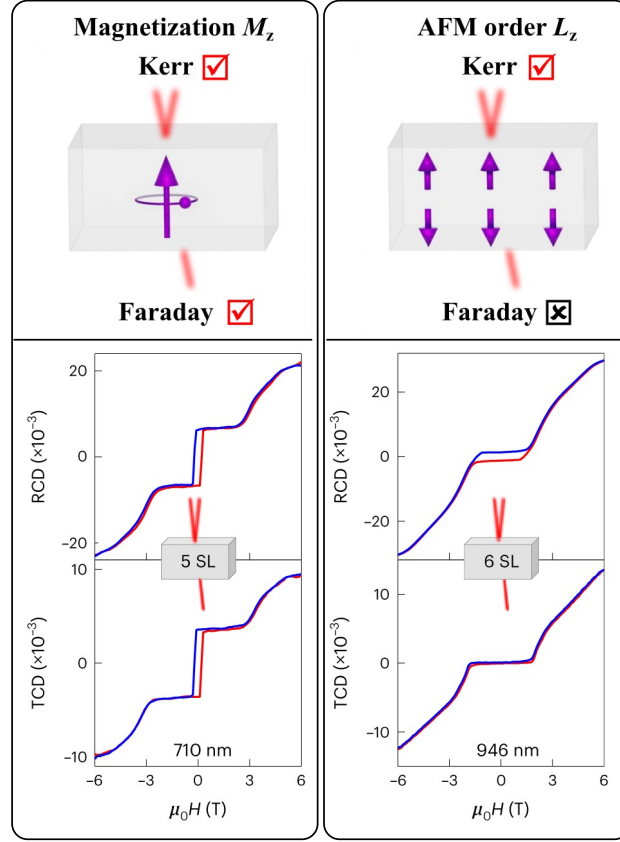 Magnetization Mz
Kerr
Faraday
20
0
−20
RCD (×10⁻³)
5 SL
10
0
−10
TCD (×10⁻³)
710 nm
−6 −3 0 3 6
μ₀H (T)
AFM order Lz
Kerr
Faraday
20
0
−20
RCD (×10⁻³)
6 SL
10
0
−10
TCD (×10⁻³)
946 nm
−6 −3 0 3 6
μ₀H (T)